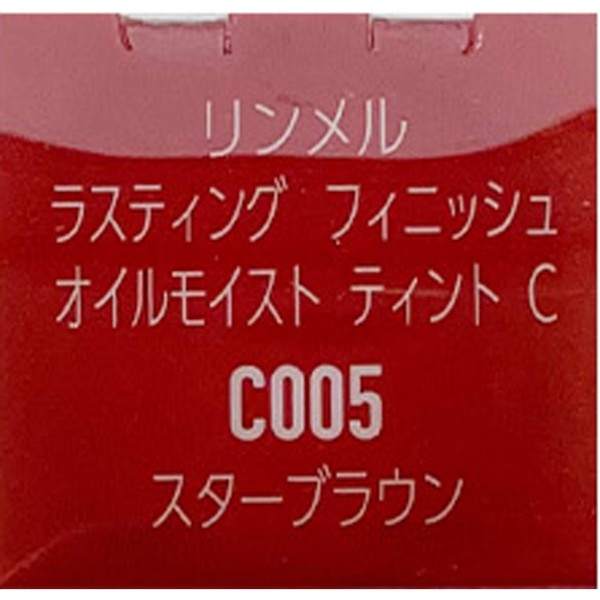 リンメル
ラスティング フィニッシュ
オイルモイスト ティント C
C005
スターブラウン